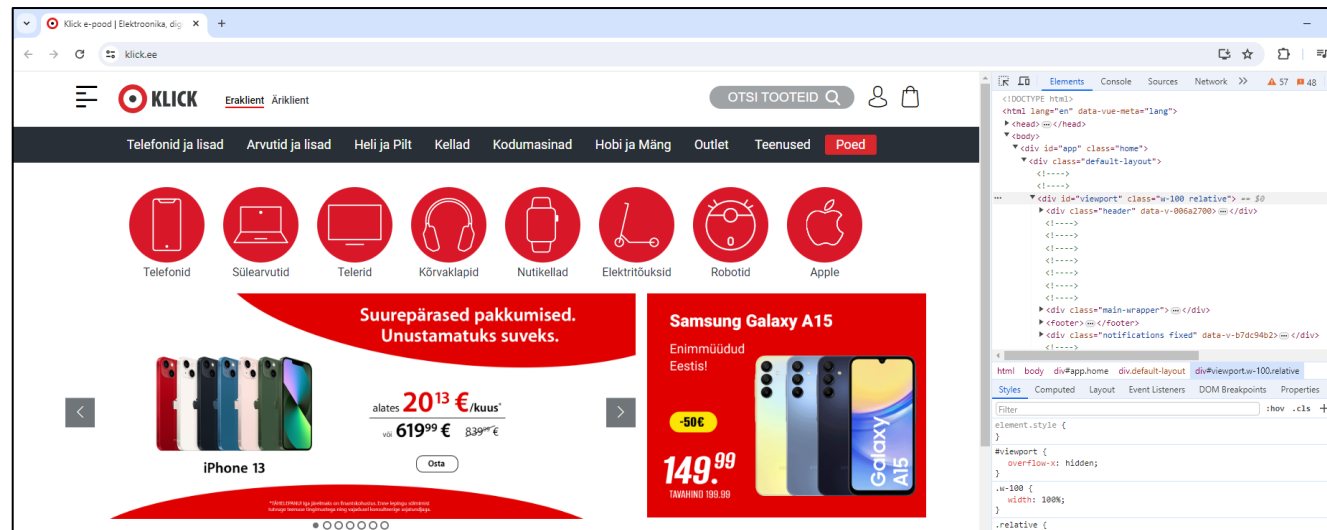 Klick e-pood | Elektroonika, dig
klick.ee
KLICK
Eraklient Äriklient
OTSI TOOTEID
Telefonid ja lisad Arvutid ja lisad Heli ja Pilt Kellad Kodumasinad Hobi ja Mäng Outlet Teenused Poed
Telefonid Sülearvutid Telerid Kõrvaklapid Nutikellad Elektritõuksid Robotid Apple
Suurepärased pakkumised.
Unustamatuks suveks.
alates 20¹³ €/kuus*
või 619⁹⁹ € 839⁹⁹ €
iPhone 13
Osta
Samsung Galaxy A15
Enimmüüdud
Eestis!
-50€
149.99
TAVAHIND 199.99
Galaxy
A15
Elements Console Sources Network 57 48
<!DOCTYPE html>
<html lang="en" data-vue-meta="lang">
<head> … </head>
<body>
<div id="app" class="home">
<div class="default-layout">
<!---->
<!---->
<div id="viewport" class="w-100 relative"> == $0
<div class="header" data-v-006a2700> … </div>
<!---->
<!---->
<!---->
<!---->
<!---->
<!---->
<div class="main-wrapper"> … </div>
<footer> … </footer>
<div class="notifications fixed" data-v-b7dc94b2> … </div>
<!---->
html body div#app.home div.default-layout div#viewport.w-100.relative
Styles Computed Layout Event Listeners DOM Breakpoints Properties
Filter :hov .cls +
element.style {
}
#viewport {
overflow-x: hidden;
}
.w-100 {
width: 100%;
}
.relative {